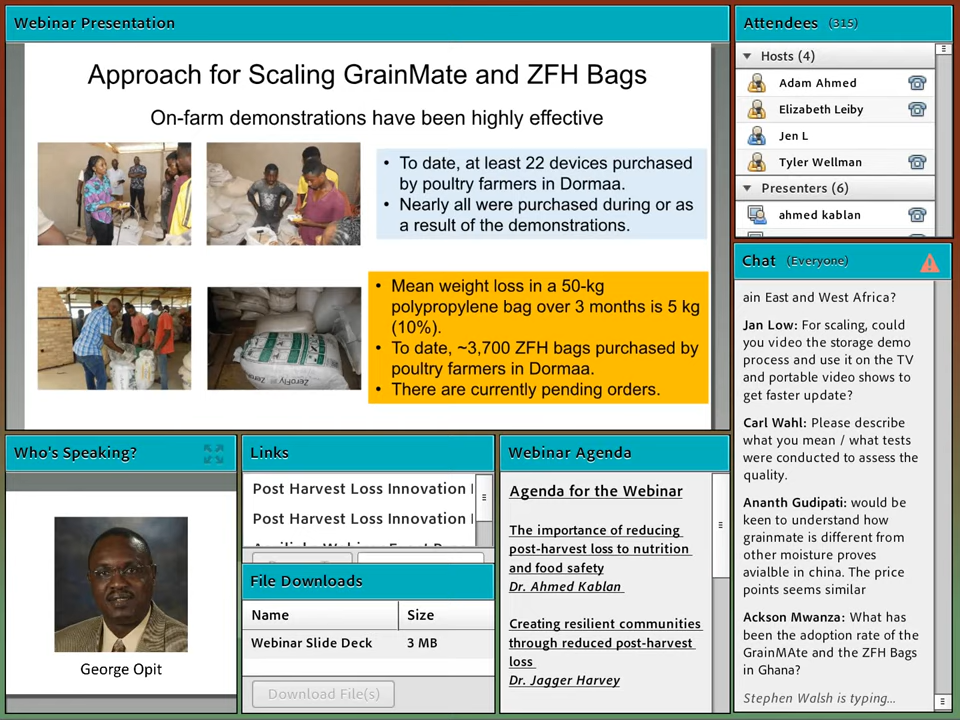 Webinar Presentation
Approach for Scaling GrainMate and ZFH Bags
On-farm demonstrations have been highly effective
• To date, at least 22 devices purchased
by poultry farmers in Dormaa.
• Nearly all were purchased during or as
a result of the demonstrations.
• Mean weight loss in a 50-kg
polypropylene bag over 3 months is 5 kg
(10%).
• To date, ~3,700 ZFH bags purchased by
poultry farmers in Dormaa.
• There are currently pending orders.
Attendees (315)
Hosts (4)
Adam Ahmed
Elizabeth Leiby
Jen L
Tyler Wellman
Presenters (6)
ahmed kablan
Chat (Everyone)
ain East and West Africa?
Jan Low: For scaling, could
you video the storage demo
process and use it on the TV
and portable video shows to
get faster update?
Carl Wahl: Please describe
what you mean / what tests
were conducted to assess the
quality.
Ananth Gudipati: would be
keen to understand how
grainmate is different from
other moisture proves
avialble in china. The price
points seems similar
Ackson Mwanza: What has
been the adoption rate of the
GrainMAte and the ZFH Bags
in Ghana?
Stephen Walsh is typing...
Who's Speaking?
George Opit
Links
Post Harvest Loss Innovation
Post Harvest Loss Innovation
File Downloads
Name Size
Webinar Slide Deck 3 MB
Download File(s)
Webinar Agenda
Agenda for the Webinar
The importance of reducing
post-harvest loss to nutrition
and food safety
Dr. Ahmed Kablan
Creating resilient communities
through reduced post-harvest
loss
Dr. Jagger Harvey